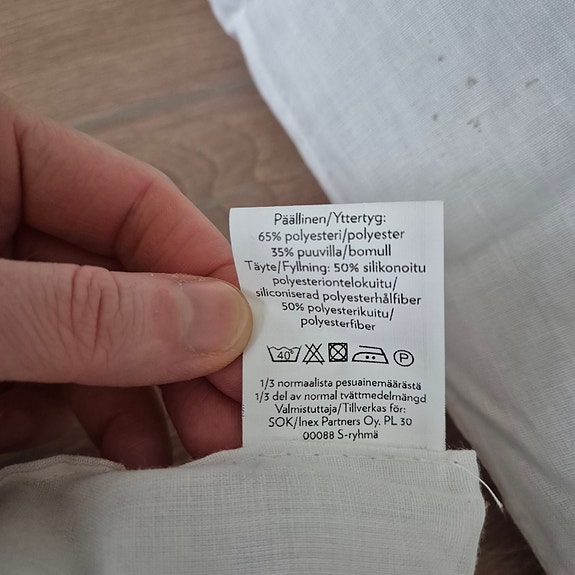 Päällinen/Yttertyg:
65% polyesteri/polyester
35% puuvilla/bomull
Täyte/Fyllning: 50% silikonoitu
polyesteriontelokuitu/
siliconiserad polyesterhålfiber
50% polyesterikuitu/
polyesterfiber
40° P
1/3 normaalista pesuainemäärästä
1/3 del av normal tvättmedelmängd
Valmistuttaja/Tillverkas för:
SOK/Inex Partners Oy, PL 30
00088 S-ryhmä